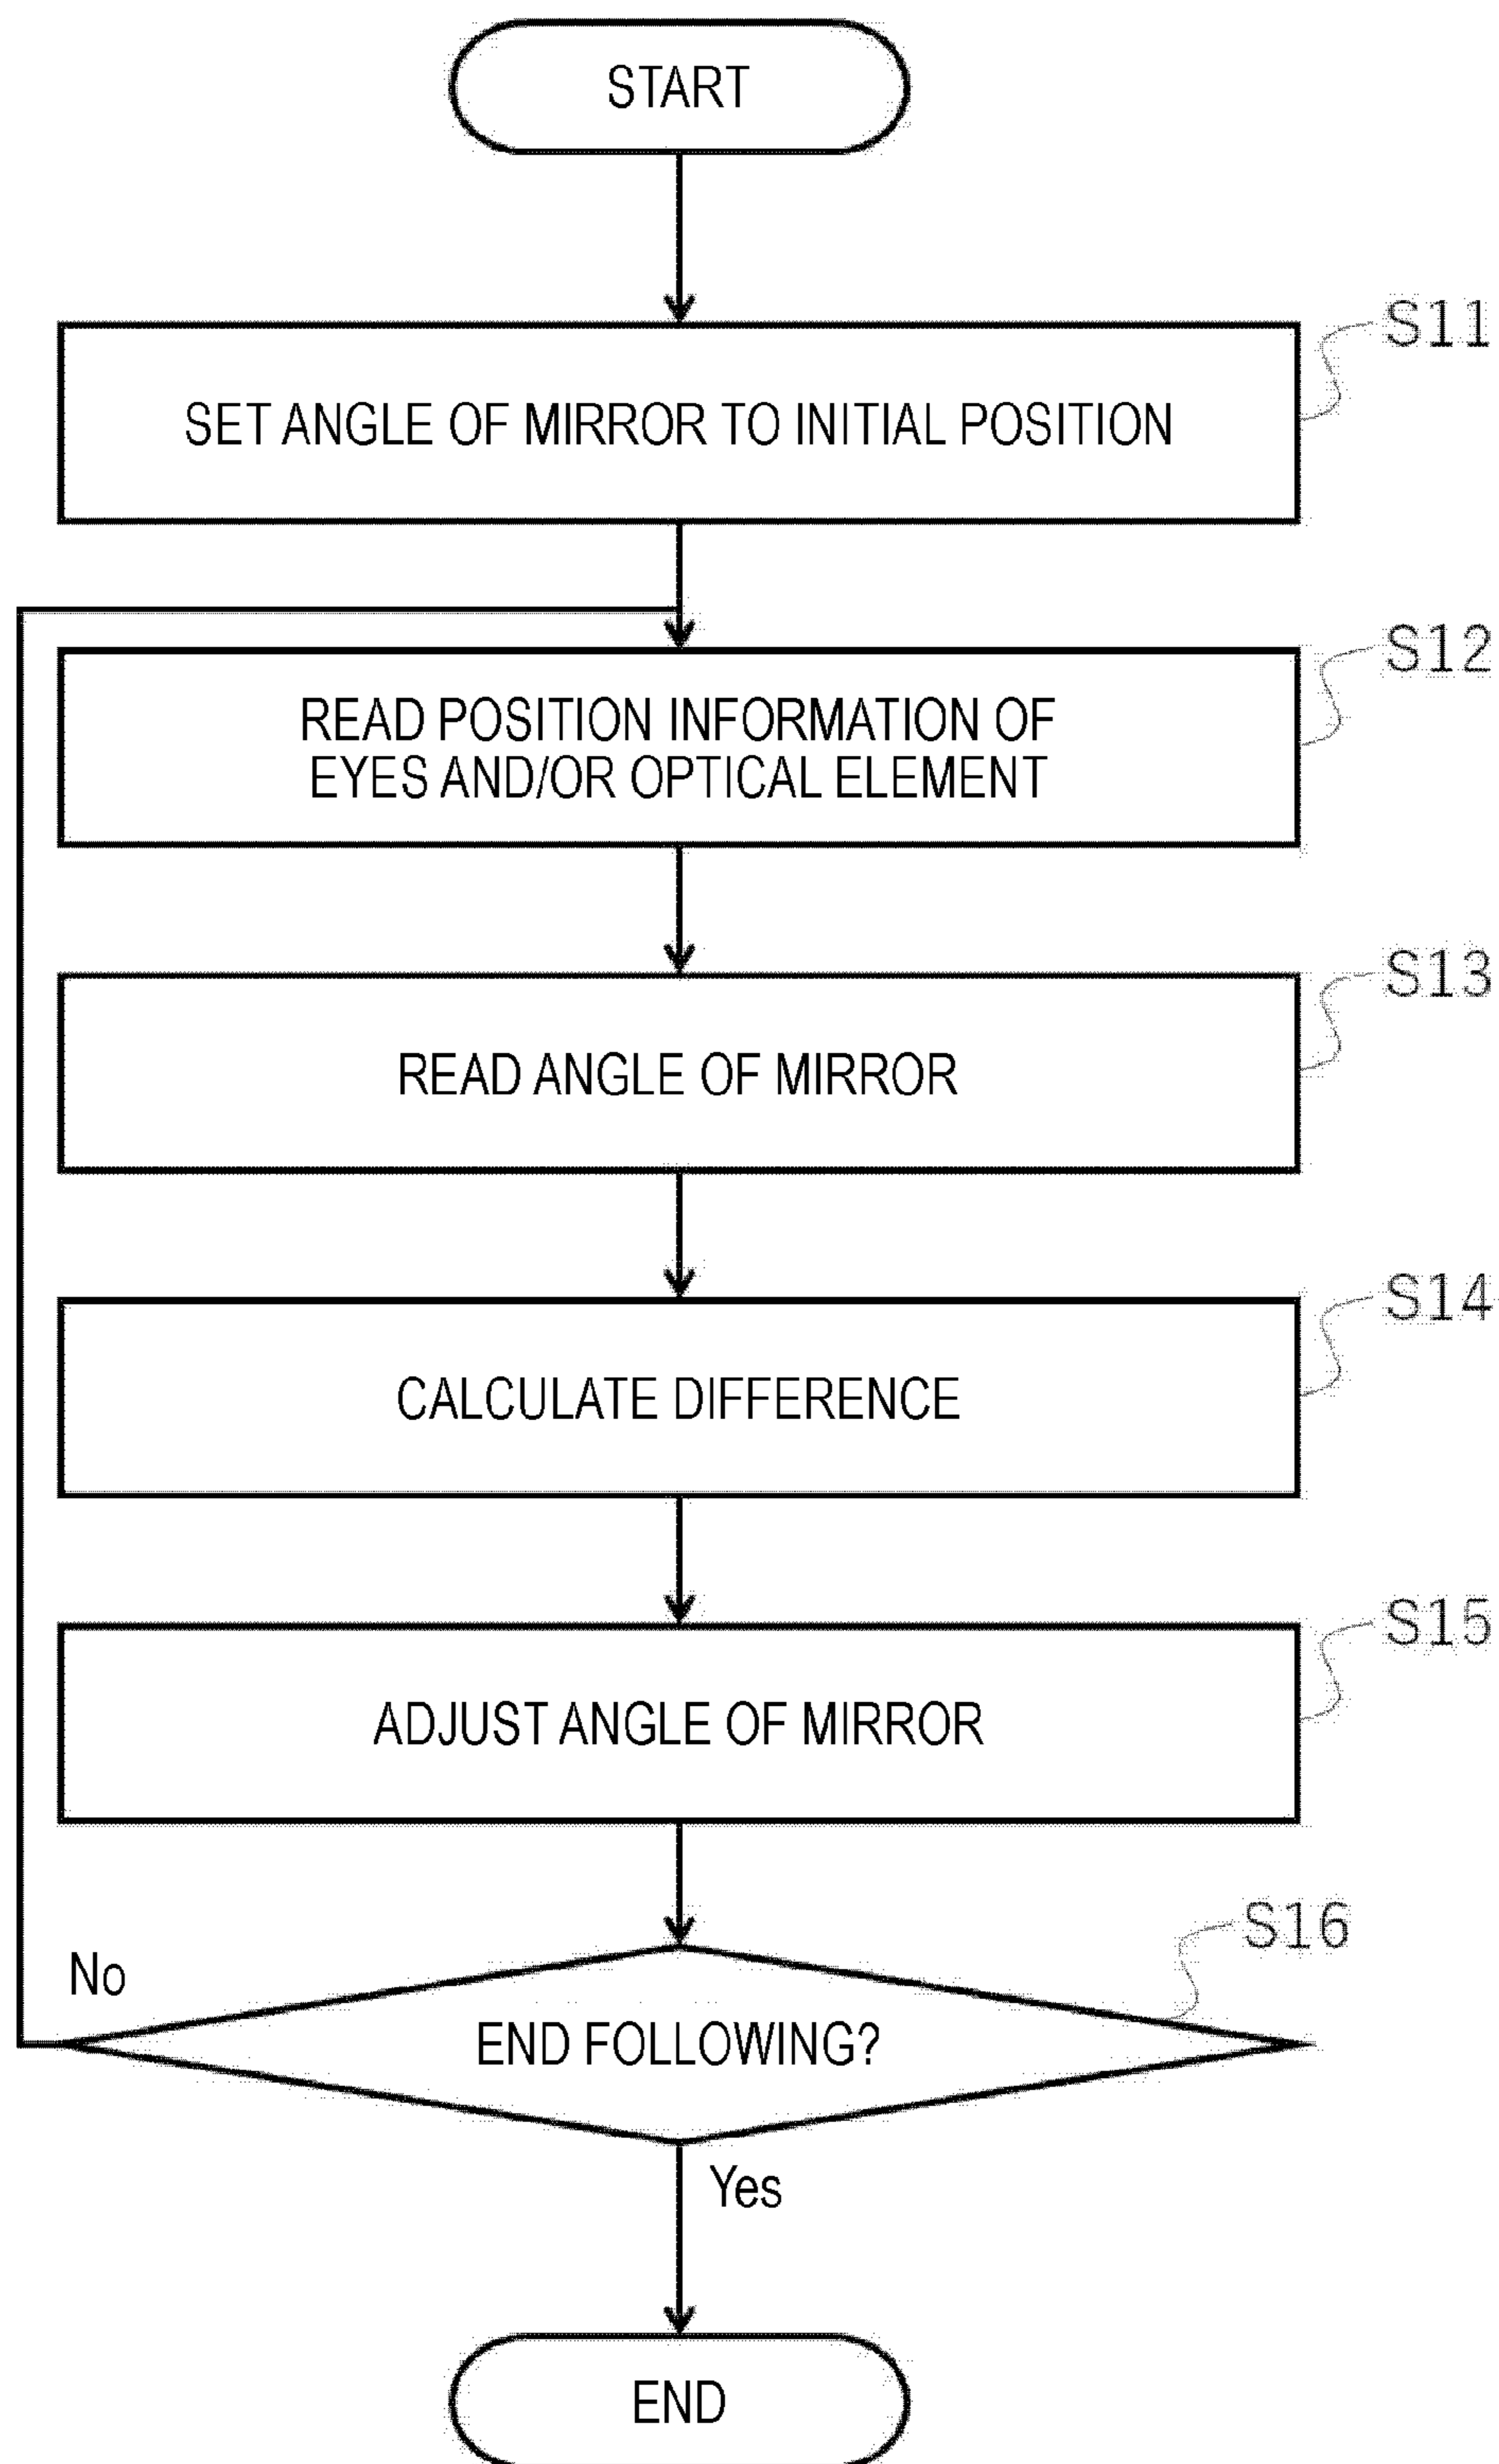 START
S11
SET ANGLE OF MIRROR TO INITIAL POSITION
S12
READ POSITION INFORMATION OF
EYES AND/OR OPTICAL ELEMENT
S13
READ ANGLE OF MIRROR
S14
CALCULATE DIFFERENCE
S15
ADJUST ANGLE OF MIRROR
S16
No
END FOLLOWING?
Yes
END